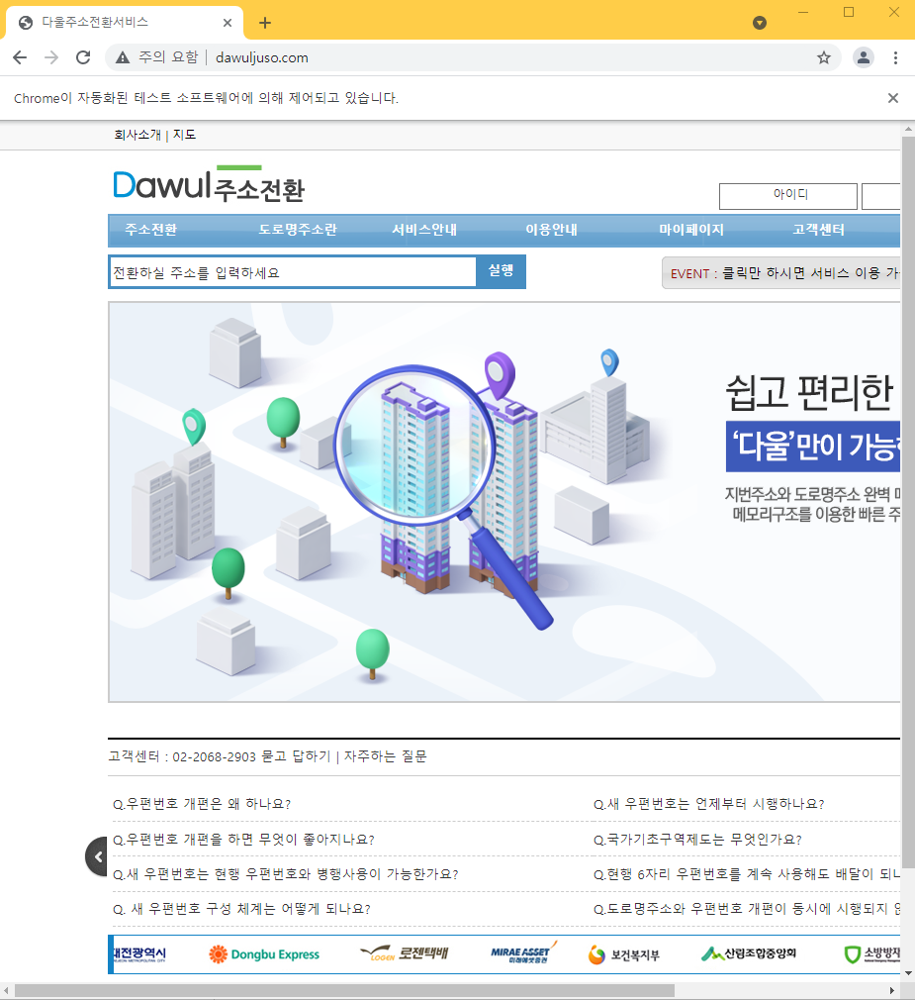 다울주소전환서비스
주의 요함 | dawuljuso.com
Chrome이 자동화된 테스트 소프트웨어에 의해 제어되고 있습니다.
회사소개 | 지도
Dawul 주소전환
아이디
주소전환 도로명주소란 서비스안내 이용안내 마이페이지 고객센터
전환하실 주소를 입력하세요 실행
EVENT : 클릭만 하시면 서비스 이용 가
쉽고 편리한
‘다울’만이 가능
지번주소와 도로명주소 완벽
메모리구조를 이용한 빠른 주
고객센터 : 02-2068-2903 묻고 답하기 | 자주하는 질문
Q.우편번호 개편은 왜 하나요? Q.새 우편번호는 언제부터 시행하나요?
Q.우편번호 개편을 하면 무엇이 좋아지나요? Q.국가기초구역제도는 무엇인가요?
Q.새 우편번호는 현행 우편번호와 병행사용이 가능한가요? Q.현행 6자리 우편번호를 계속 사용해도 배달이 되나
Q. 새 우편번호 구성 체계는 어떻게 되나요? Q.도로명주소와 우편번호 개편이 동시에 시행되지
대전광역시 Dongbu Express LOGEN 로젠택배 MIRAE ASSET 미래에셋증권 보건복지부 산림조합중앙회 소방방재